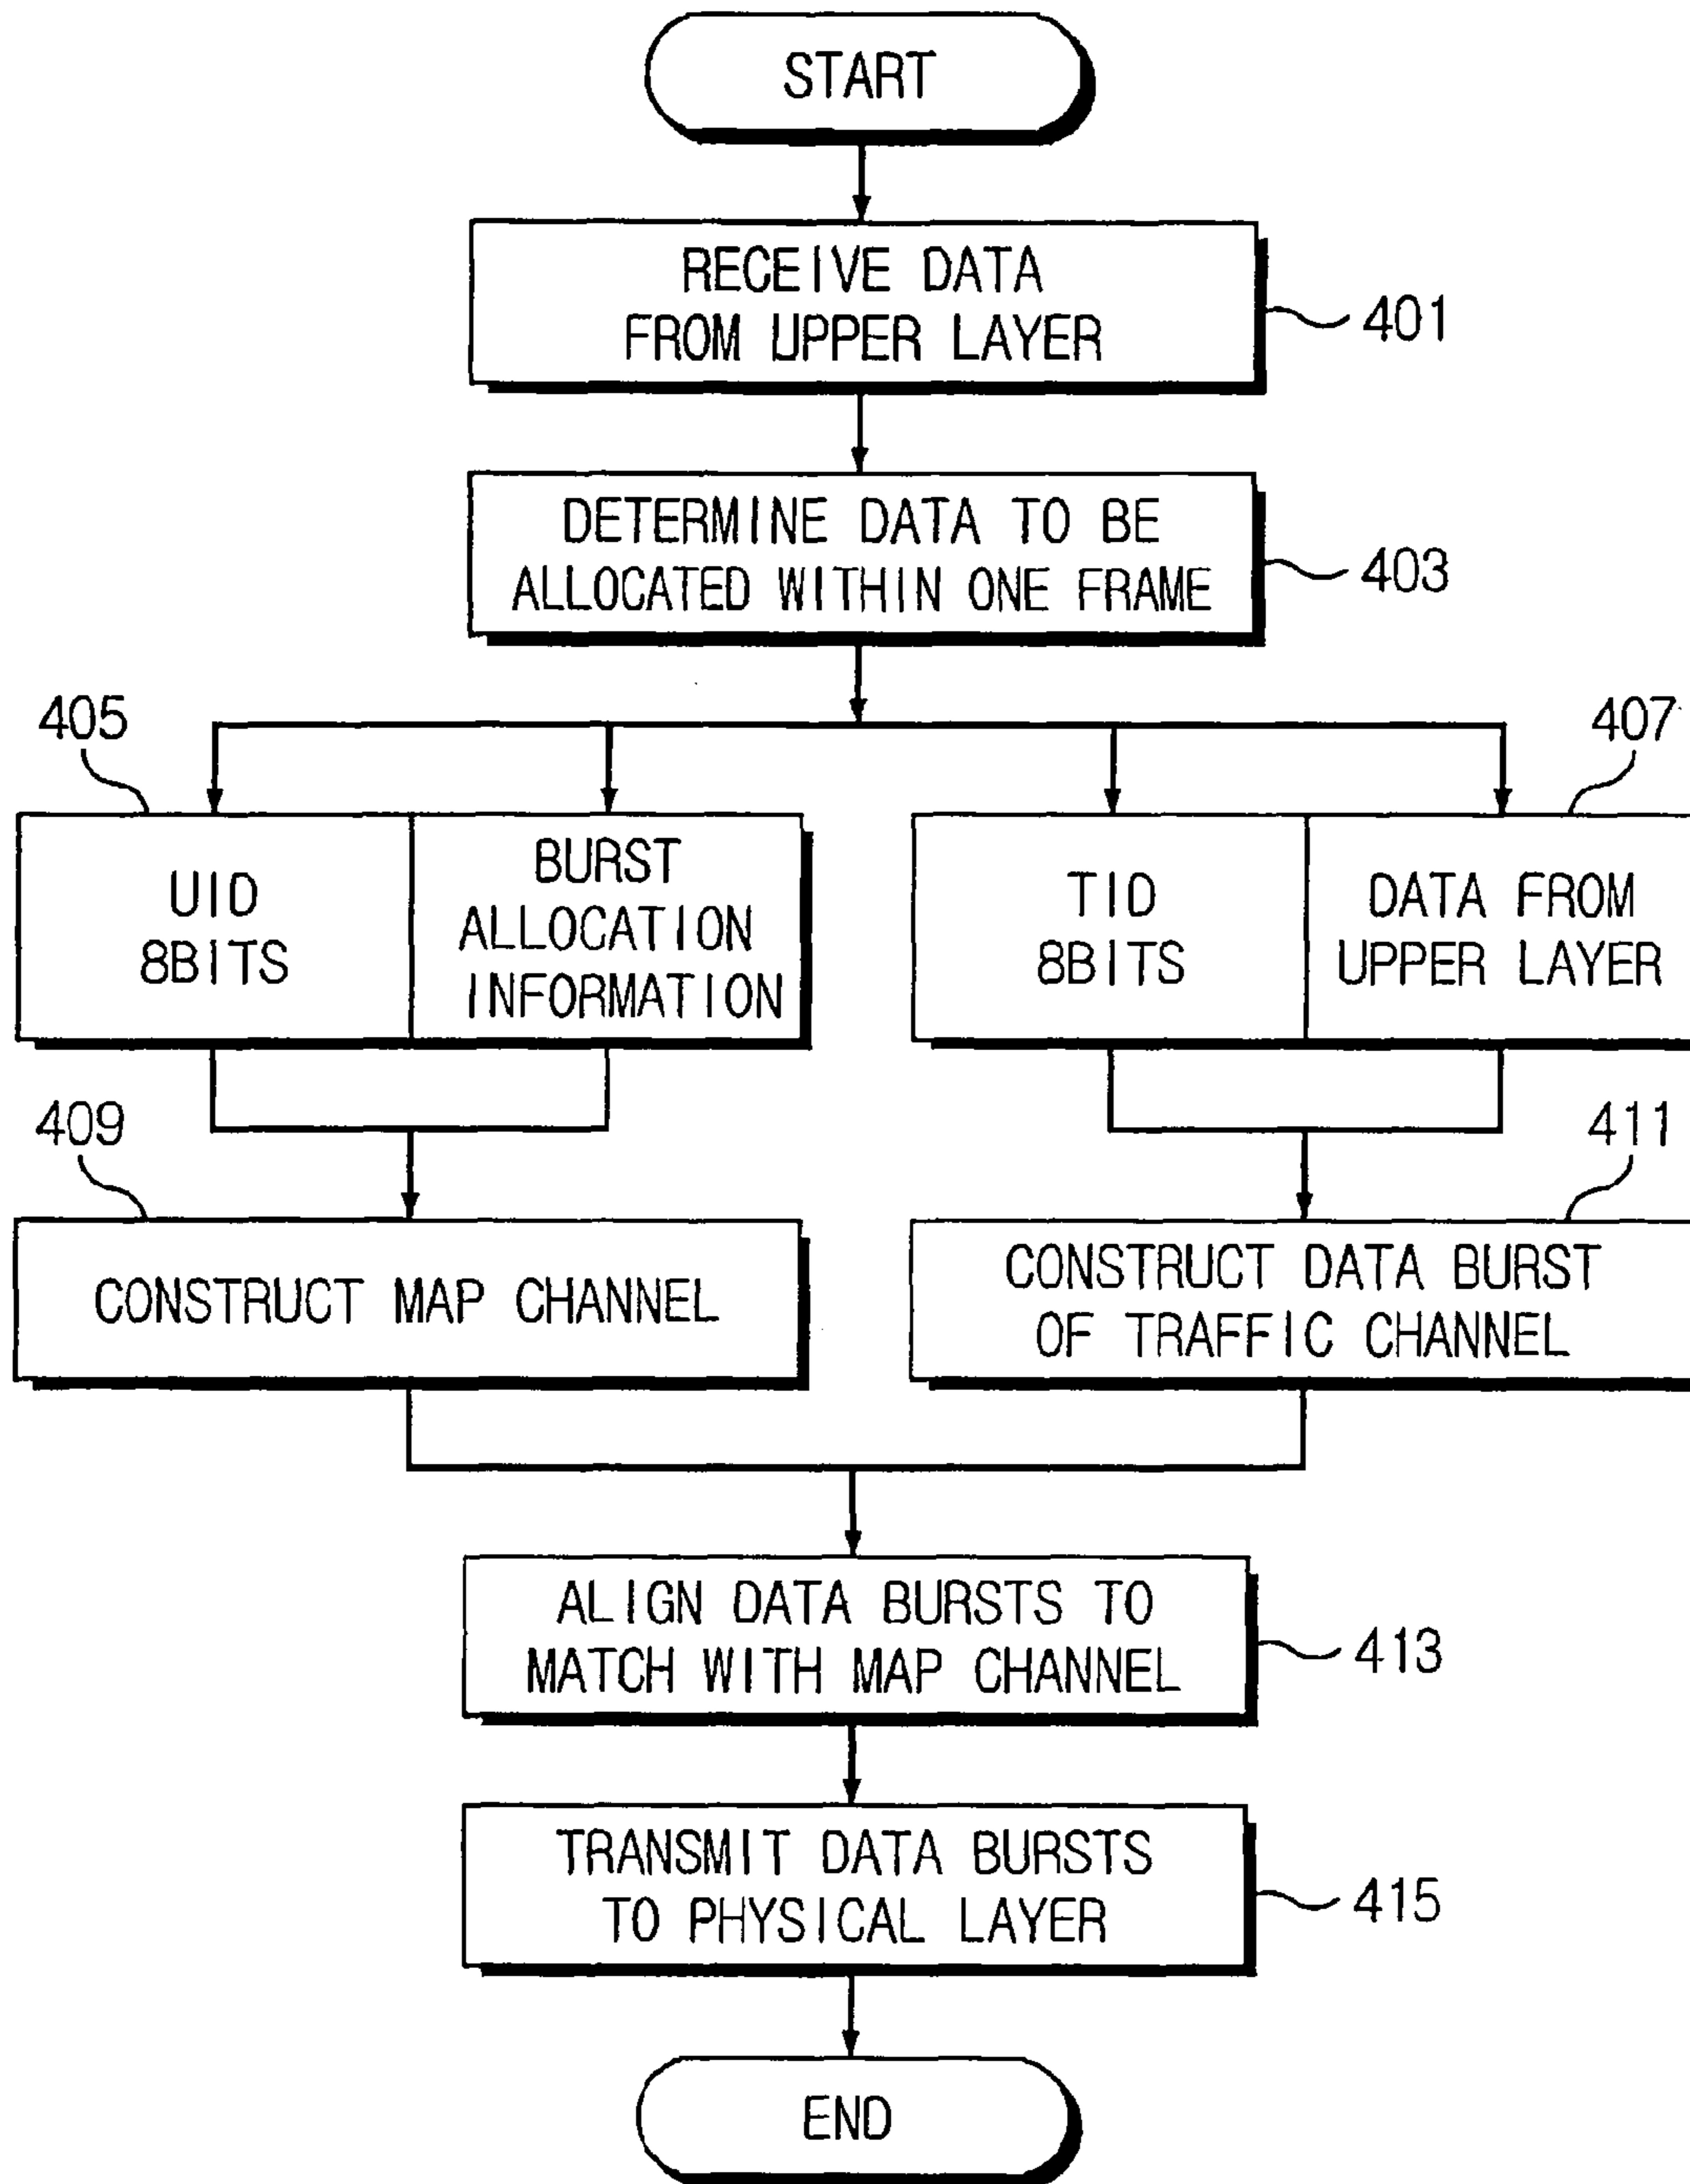 START
RECEIVE DATA
FROM UPPER LAYER
401
DETERMINE DATA TO BE
ALLOCATED WITHIN ONE FRAME
403
405
407
UID
8BITS
BURST
ALLOCATION
INFORMATION
TID
8BITS
DATA FROM
UPPER LAYER
409
411
CONSTRUCT MAP CHANNEL
CONSTRUCT DATA BURST
OF TRAFFIC CHANNEL
ALIGN DATA BURSTS TO
MATCH WITH MAP CHANNEL
413
TRANSMIT DATA BURSTS
TO PHYSICAL LAYER
415
END